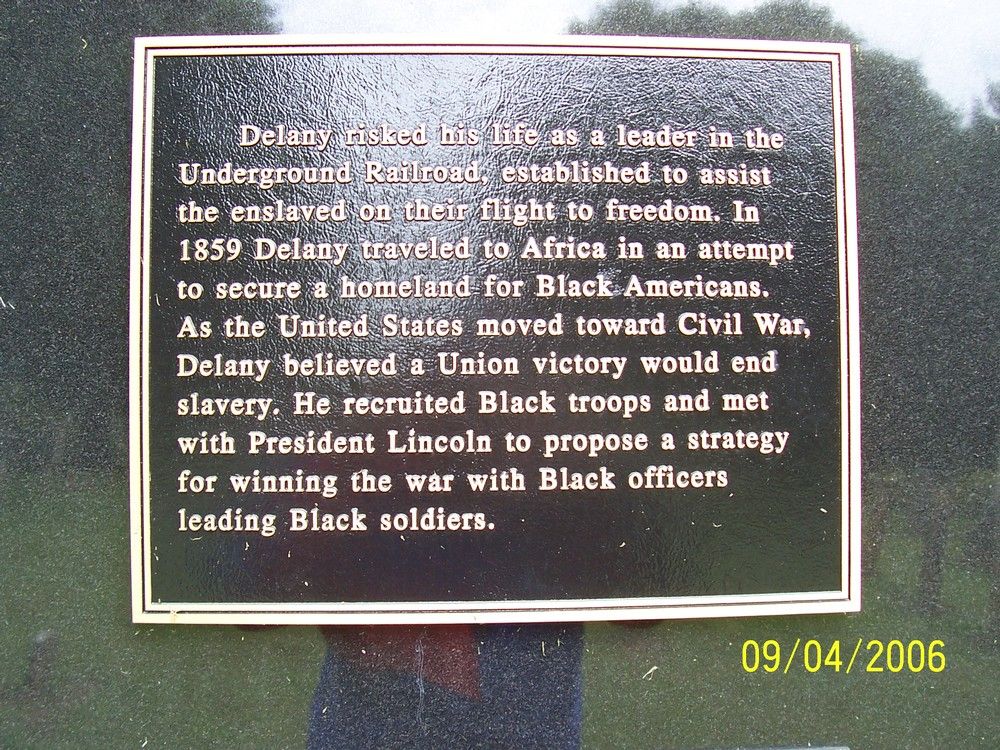 Delany risked his life as a leader in the
Underground Railroad, established to assist
the enslaved on their flight to freedom. In
1859 Delany traveled to Africa in an attempt
to secure a homeland for Black Americans.
As the United States moved toward Civil War,
Delany believed a Union victory would end
slavery. He recruited Black troops and met
with President Lincoln to propose a strategy
for winning the war with Black officers
leading Black soldiers.
09/04/2006